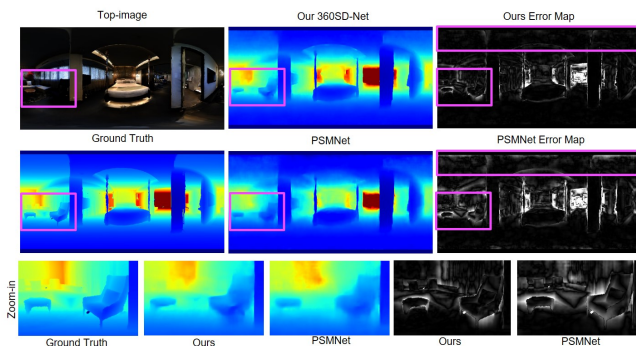 Top-image
Our 360SD-Net
Ours Error Map
Ground Truth
PSMNet
PSMNet Error Map
Zoom-in
Ground Truth
Ours
PSMNet
Ours
PSMNet